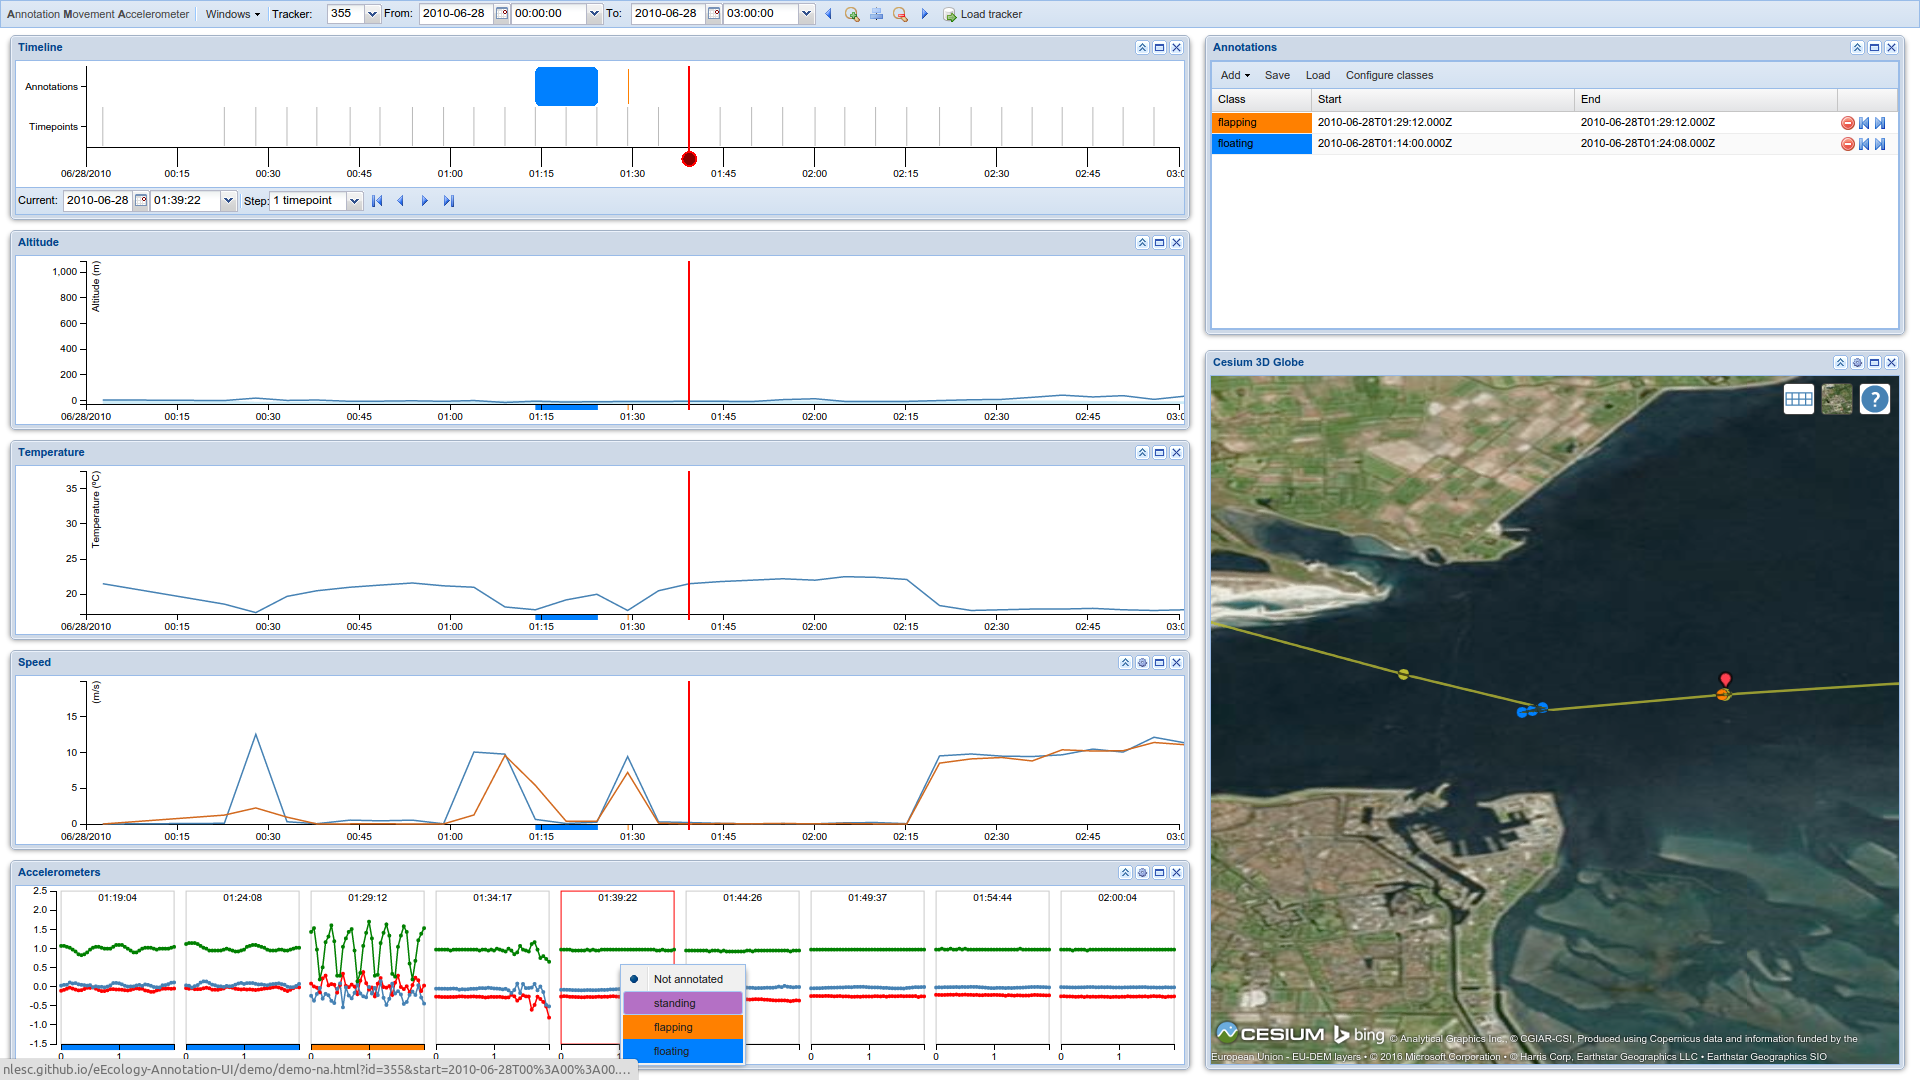 Annotation Movement Accelerometer Windows Tracker: 355 From: 2010-06-28 00:00:00 To: 2010-06-28 03:00:00 Load tracker
Timeline
Annotations
Timepoints
06/28/2010 00:15 00:30 00:45 01:00 01:15 01:30 01:45 02:00 02:15 02:30 02:45 03:0
Current: 2010-06-28 01:39:22 Step: 1 timepoint
Altitude
Altitude (m)
1,000
800
600
400
200
0
06/28/2010 00:15 00:30 00:45 01:00 01:15 01:30 01:45 02:00 02:15 02:30 02:45 03:0
Temperature
Temperature (°C)
35
30
25
20
06/28/2010 00:15 00:30 00:45 01:00 01:15 01:30 01:45 02:00 02:15 02:30 02:45 03:0
Speed
(m/s)
15
10
5
0
06/28/2010 00:15 00:30 00:45 01:00 01:15 01:30 01:45 02:00 02:15 02:30 02:45 03:0
Accelerometers
01:19:04 01:24:08 01:29:12 01:34:17 01:39:22 01:44:26 01:49:37 01:54:44 02:00:04
2.5
2.0
1.5
1.0
0.5
0.0
-0.5
-1.0
-1.5
0 1 0 1 0 1 0 1 0 0 1 0 1 0 1
Not annotated
standing
flapping
floating
nlesc.github.io/eEcology-Annotation-UI/demo/demo-na.html?id=355&start=2010-06-28T00%3A00%3A00....
Annotations
Add Save Load Configure classes
Class Start End
flapping 2010-06-28T01:29:12.000Z 2010-06-28T01:29:12.000Z
floating 2010-06-28T01:14:00.000Z 2010-06-28T01:24:08.000Z
Cesium 3D Globe
?
CESIUM bing © Analytical Graphics Inc., © CGIAR-CSI, Produced using Copernicus data and information funded by the
European Union - EU-DEM layers • © 2016 Microsoft Corporation • © Harris Corp, Earthstar Geographics LLC • Earthstar Geographics SIO